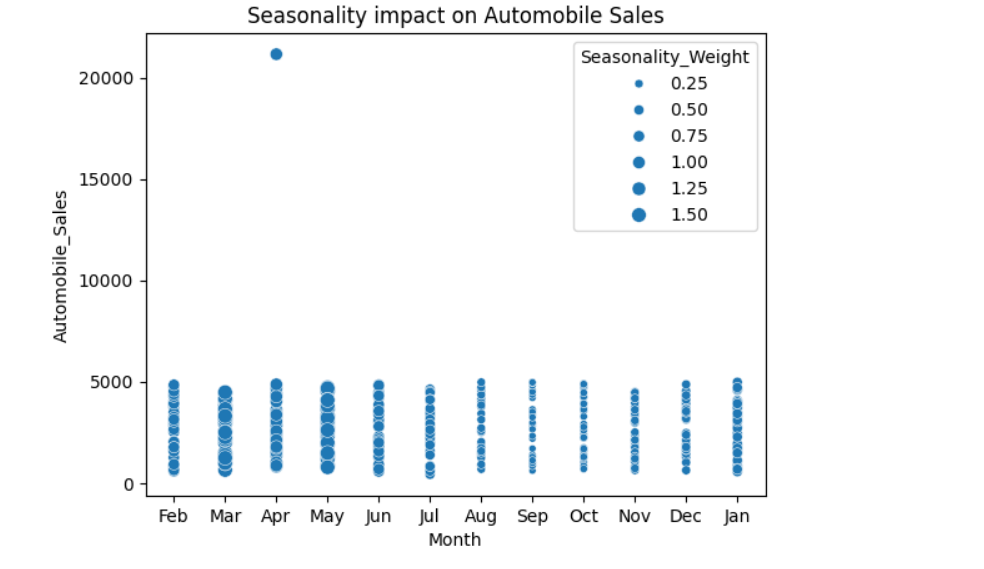 Seasonality impact on Automobile Sales
Seasonality_Weight
0.25
0.50
0.75
1.00
1.25
1.50
Automobile_Sales
20000
15000
10000
5000
0
Feb Mar Apr May Jun Jul Aug Sep Oct Nov Dec Jan
Month